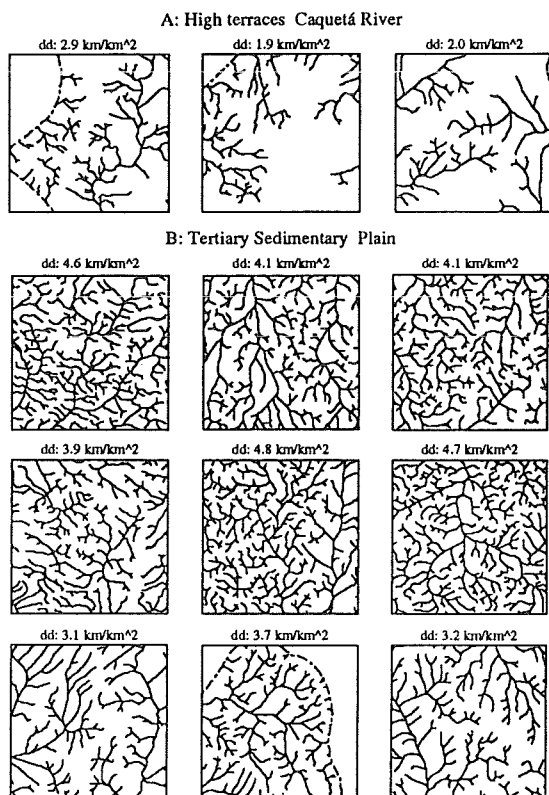 A: High terraces Caquetá River
dd: 2.9 km/km^2 dd: 1.9 km/km^2 dd: 2.0 km/km^2
B: Tertiary Sedimentary Plain
dd: 4.6 km/km^2 dd: 4.1 km/km^2 dd: 4.1 km/km^2
dd: 3.9 km/km^2 dd: 4.8 km/km^2 dd: 4.7 km/km^2
dd: 3.1 km/km^2 dd: 3.7 km/km^2 dd: 3.2 km/km^2